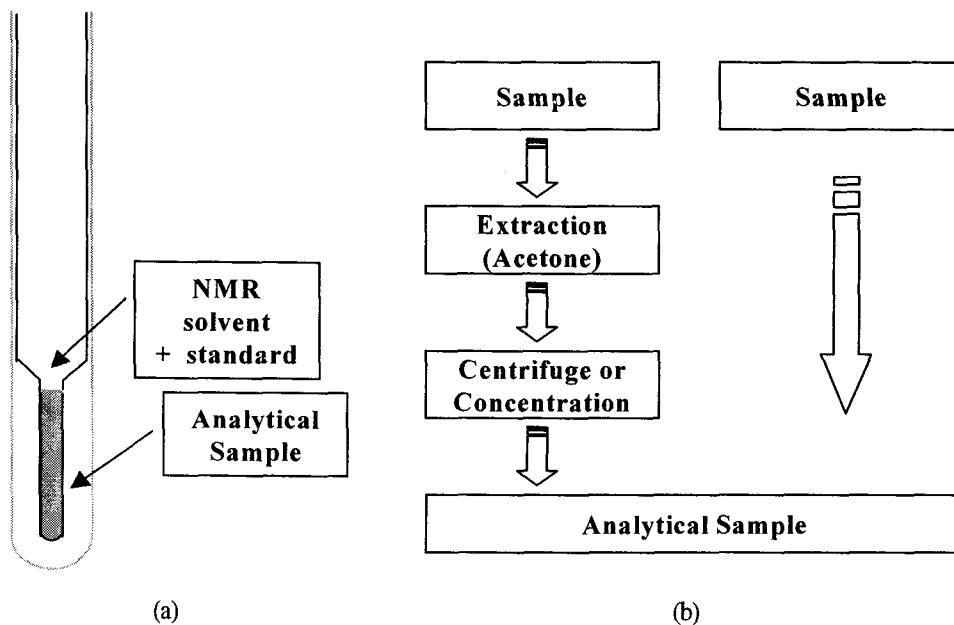 NMR
solvent
+ standard
Analytical
Sample
(a)
Sample
Sample
Extraction
(Acetone)
Centrifuge or
Concentration
Analytical Sample
(b)